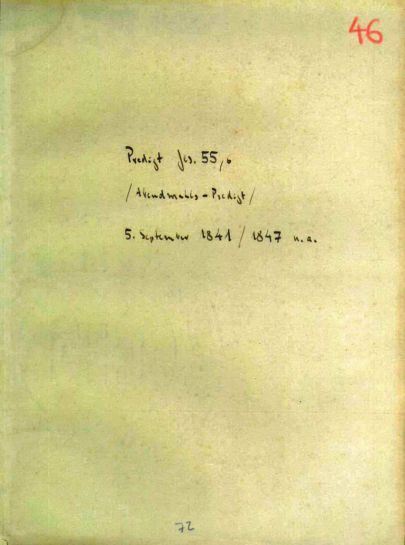 46
Predigt Jes. 55,6
/Abendmahls-Predigt/
5. September 1841/1847 u.a.
72